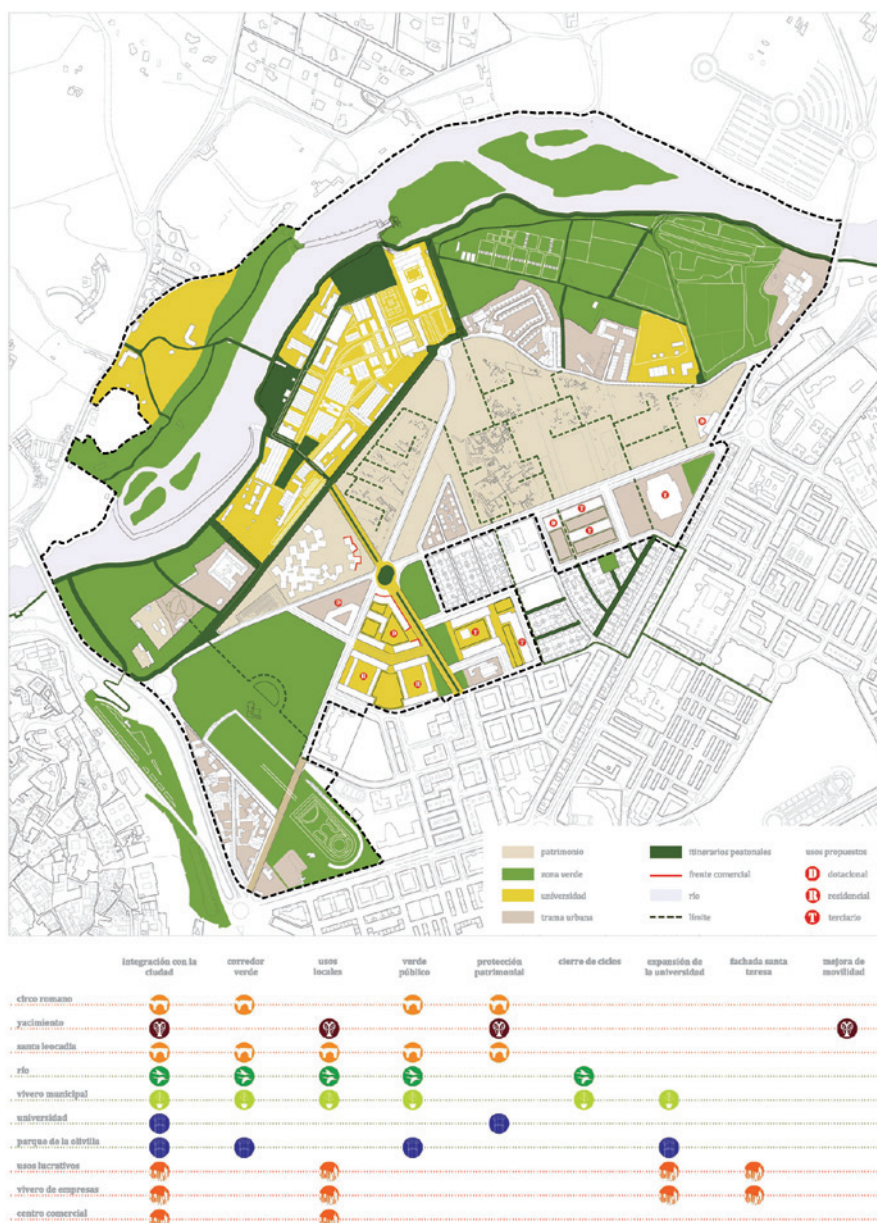 patrimonio
zona verde
universidad
trama urbana
itinerarios peatonales
frente comercial
río
límite
usos propuestos
D dotacional
R rezidencial
T terciario
integración con la ciudad
corredor verde
usos locales
verde público
protección patrimonial
cierre de ciclos
expansión de la universidad
fachada santa teresa
mejora de movilidad
circo romano
yacimiento
santa leocadia
río
vivero municipal
universidad
parque de la olivilla
usos lucrativos
vivero de empresas
centro comercial